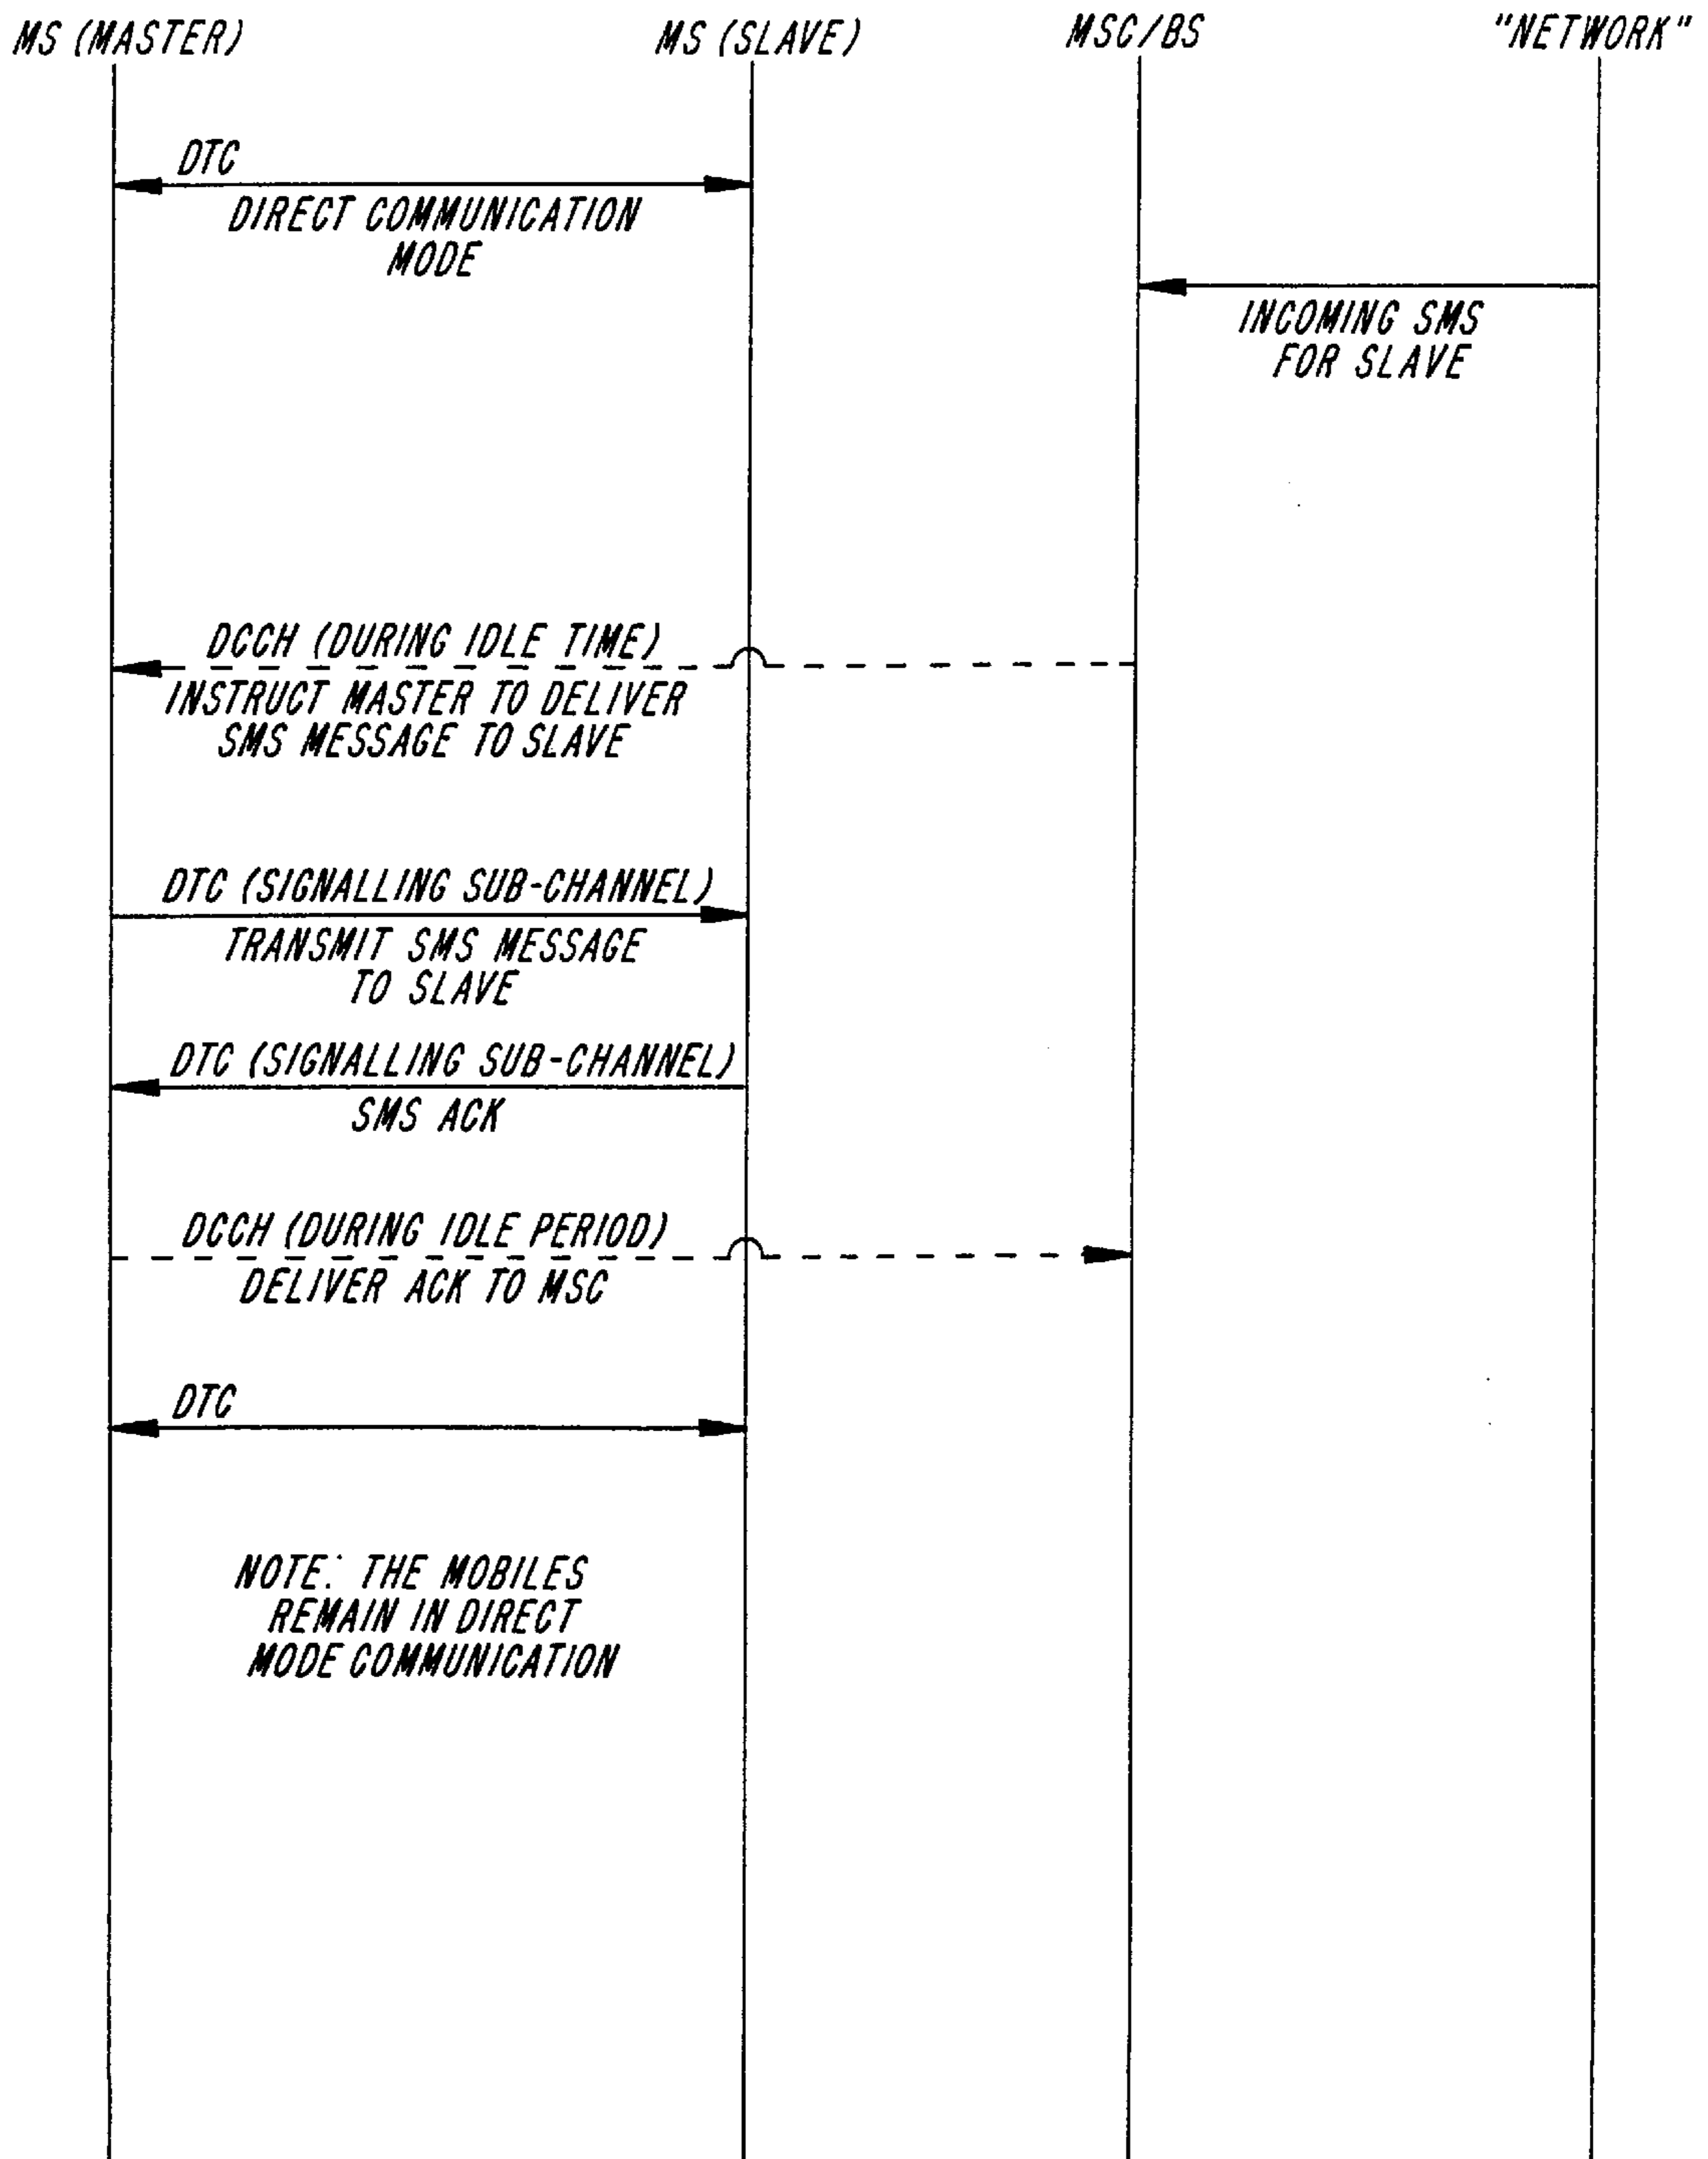 MS (MASTER)
MS (SLAVE)
MSC/BS
"NETWORK"
DTC
DIRECT COMMUNICATION
MODE
INCOMING SMS
FOR SLAVE
DCCH (DURING IDLE TIME)
INSTRUCT MASTER TO DELIVER
SMS MESSAGE TO SLAVE
DTC (SIGNALLING SUB-CHANNEL)
TRANSMIT SMS MESSAGE
TO SLAVE
DTC (SIGNALLING SUB-CHANNEL)
SMS ACK
DCCH (DURING IDLE PERIOD)
DELIVER ACK TO MSC
DTC
NOTE: THE MOBILES
REMAIN IN DIRECT
MODE COMMUNICATION